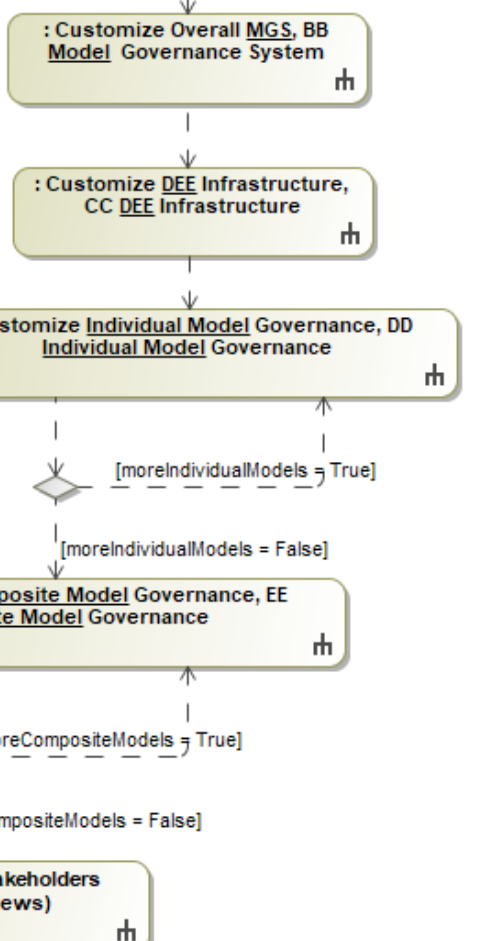 : Customize Overall MGS, BB
Model Governance System
: Customize DEE Infrastructure,
CC DEE Infrastructure
stomize Individual Model Governance, DD
Individual Model Governance
[moreIndividualModels = True]
[moreIndividualModels = False]
posite Model Governance, EE
te Model Governance
oreCompositeModels = True]
mpositeModels = False]
akeholders
ews)